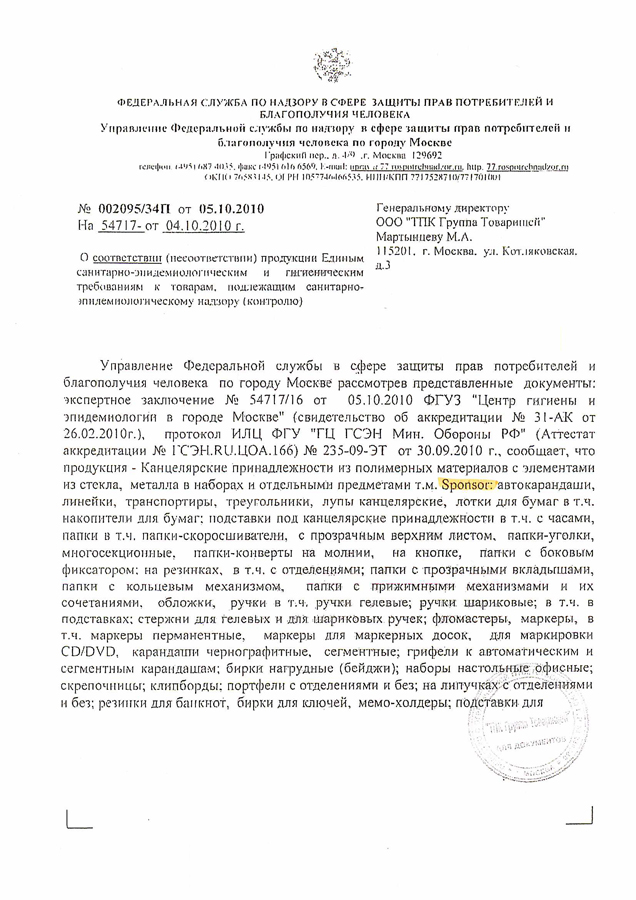 ФЕДЕРАЛЬНАЯ СЛУЖБА ПО НАДЗОРУ В СФЕРЕ ЗАЩИТЫ ПРАВ ПОТРЕБИТЕЛЕЙ И
БЛАГОПОЛУЧИЯ ЧЕЛОВЕКА
Управление Федеральной службы по надзору в сфере защиты прав потребителей и
благополучия человека по городу Москве
Графский пер., д. 4/9 ,г. Москва 129692
телефон (495) 687 4035, факс (495) 616 6569, E-mail: uprav@77.rospotrebnadzor.ru, http. 77.rospotrebnadzor.ru
ОКПО 76583145, ОГРН 1057746466535, ИНН/КПП 7717528710/771701001
№ 002095/34П от 05.10.2010
На 54717- от 04.10.2010 г.
Генеральному директору
ООО "ТПК Группа Товарищей"
Мартынцеву М.А.
115201, г. Москва, ул. Котляковская,
д.3
О соответствии (несоответствии) продукции Единым
санитарно-эпидемиологическим и гигиеническим
требованиям к товарам, подлежащим санитарно-
эпидемиологическому надзору (контролю)
Управление Федеральной службы в сфере защиты прав потребителей и
благополучия человека по городу Москве рассмотрев представленные документы:
экспертное заключение № 54717/16 от 05.10.2010 ФГУЗ "Центр гигиены и
эпидемиологии в городе Москве" (свидетельство об аккредитации № 31-АК от
26.02.2010г.), протокол ИЛЦ ФГУ "ГЦ ГСЭН Мин. Обороны РФ" (Аттестат
аккредитации № ГСЭН.RU.ЦОА.166) № 235-09-ЭТ от 30.09.2010 г., сообщает, что
продукция - Канцелярские принадлежности из полимерных материалов с элементами
из стекла, металла в наборах и отдельными предметами т.м. Sponsor: автокарандаши,
линейки, транспортиры, треугольники, лупы канцелярские, лотки для бумаг в т.ч.
накопители для бумаг; подставки под канцелярские принадлежности в т.ч. с часами,
папки в т.ч. папки-скоросшиватели, с прозрачным верхним листом, папки-уголки,
многосекционные, папки-конверты на молнии, на кнопке, папки с боковым
фиксатором; на резинках, в т.ч. с отделениями; папки с прозрачными вкладышами,
папки с кольцевым механизмом, папки с прижимными механизмами и их
сочетаниями, обложки, ручки в т.ч. ручки гелевые; ручки шариковые; в т.ч. в
подставках; стержни для гелевых и для шариковых ручек; фломастеры, маркеры, в
т.ч. маркеры перманентные, маркеры для маркерных досок, для маркировки
CD/DVD, карандаши чернографитные, сегментные; грифели к автоматическим и
сегментным карандашам; бирки нагрудные (бейджи); наборы настольные офисные;
скрепочницы; клипборды; портфели с отделениями и без; на липучках с отделениями
и без; резинки для банкнот, бирки для ключей, мемо-холдеры; подставки для
"ТПК Группа Товарищей"
ДЛЯ ДОКУМЕНТОВ